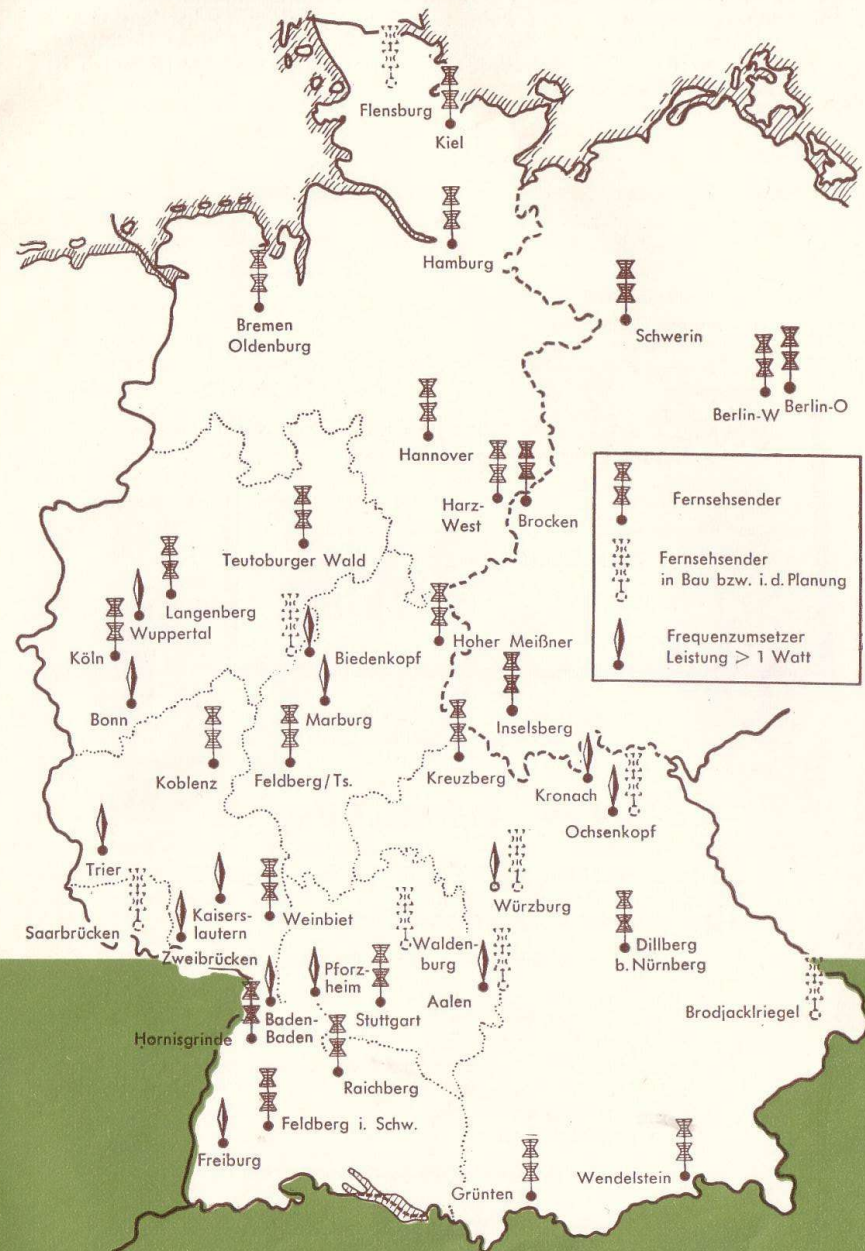 Flensburg
Kiel
Hamburg
Bremen
Oldenburg
Schwerin
Berlin-W
Berlin-O
Hannover
Harz-
West
Brocken
Fernsehsender
Fernsehsender
in Bau bzw. i. d. Planung
Frequenzumsetzer
Leistung > 1 Watt
Teutoburger Wald
Langenberg
Wuppertal
Köln
Biedenkopf
Hoher Meißner
Bonn
Marburg
Inselsberg
Koblenz
Feldberg/Ts.
Kreuzberg
Kronach
Ochsenkopf
Trier
Kaisers-
lautern
Weinbiet
Würzburg
Saarbrücken
Zweibrücken
Walden-
burg
Dillberg
b. Nürnberg
Pforz-
heim
Aalen
Brodjacklriegel
Baden-
Baden
Stuttgart
Hornisgrinde
Raichberg
Feldberg i. Schw.
Freiburg
Grünten
Wendelstein